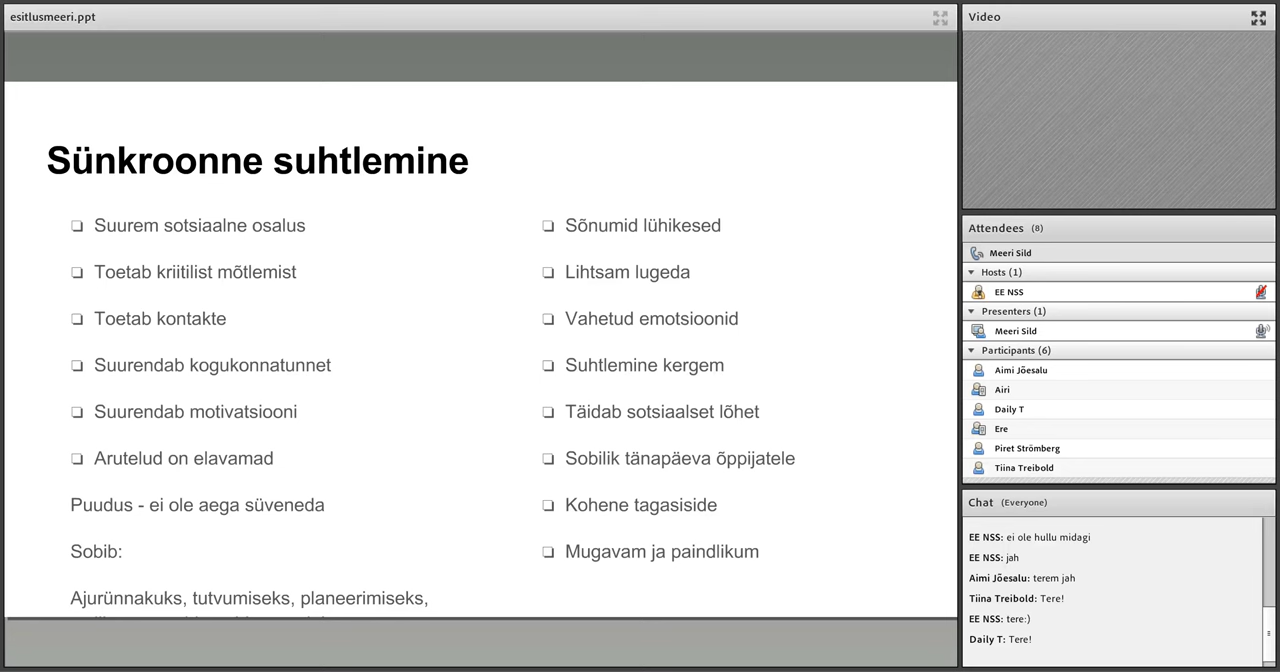 esitlusmeeri.ppt
Sünkroonne suhtlemine
Suurem sotsiaalne osalus
Toetab kriitilist mõtlemist
Toetab kontakte
Suurendab kogukonnatunnet
Suurendab motivatsiooni
Arutelud on elavamad
Puudus - ei ole aega süveneda
Sobib:
Ajurünnakuks, tutvumiseks, planeerimiseks,
Sõnumid lühikesed
Lihtsam lugeda
Vahetud emotsioonid
Suhtlemine kergem
Täidab sotsiaalset lõhet
Sobilik tänapäeva õppijatele
Kohene tagasiside
Mugavam ja paindlikum
Video
Attendees (8)
Meeri Sild
Hosts (1)
EE NSS
Presenters (1)
Meeri Sild
Participants (6)
Aimi Jõesalu
Airi
Daily T
Ere
Piret Strömberg
Tiina Treibold
Chat (Everyone)
EE NSS: ei ole hullu midagi
EE NSS: jah
Aimi Jõesalu: terem jah
Tiina Treibold: Tere!
EE NSS: tere:)
Daily T: Tere!